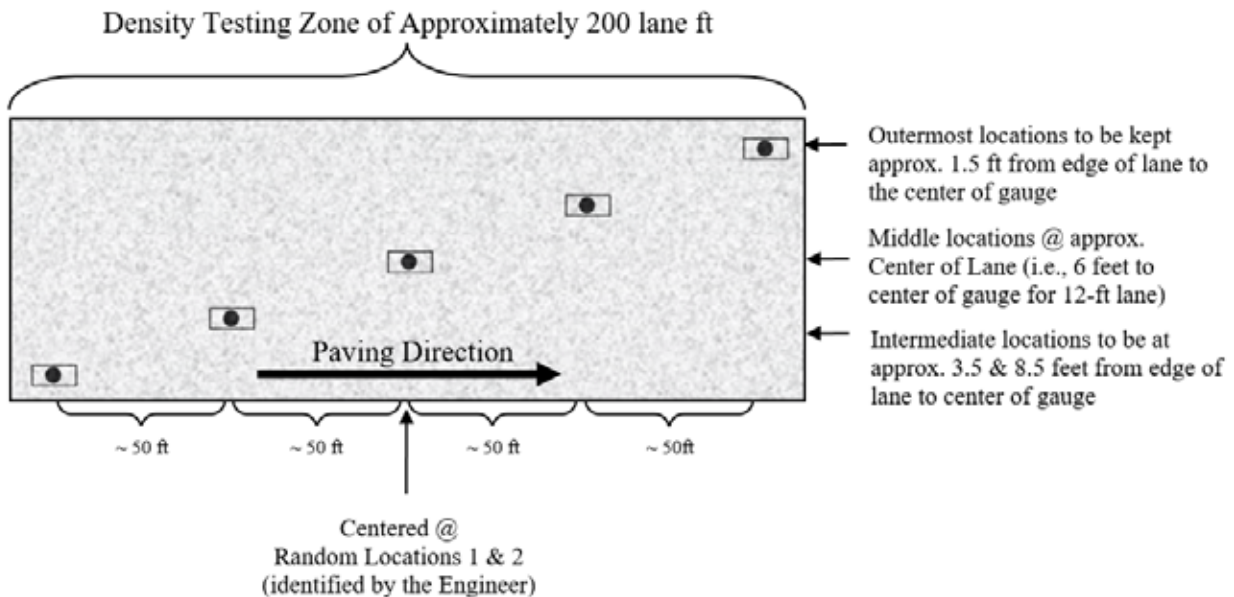 Density Testing Zone of Approximately 200 lane ft
Outermost locations to be kept
approx. 1.5 ft from edge of lane to
the center of gauge
Middle locations @ approx.
Center of Lane (i.e., 6 feet to
center of gauge for 12-ft lane)
Intermediate locations to be at
approx. 3.5 & 8.5 feet from edge of
lane to center of gauge
Paving Direction
~ 50 ft
~ 50 ft
~ 50 ft
~ 50ft
Centered @
Random Locations 1 & 2
(identified by the Engineer)